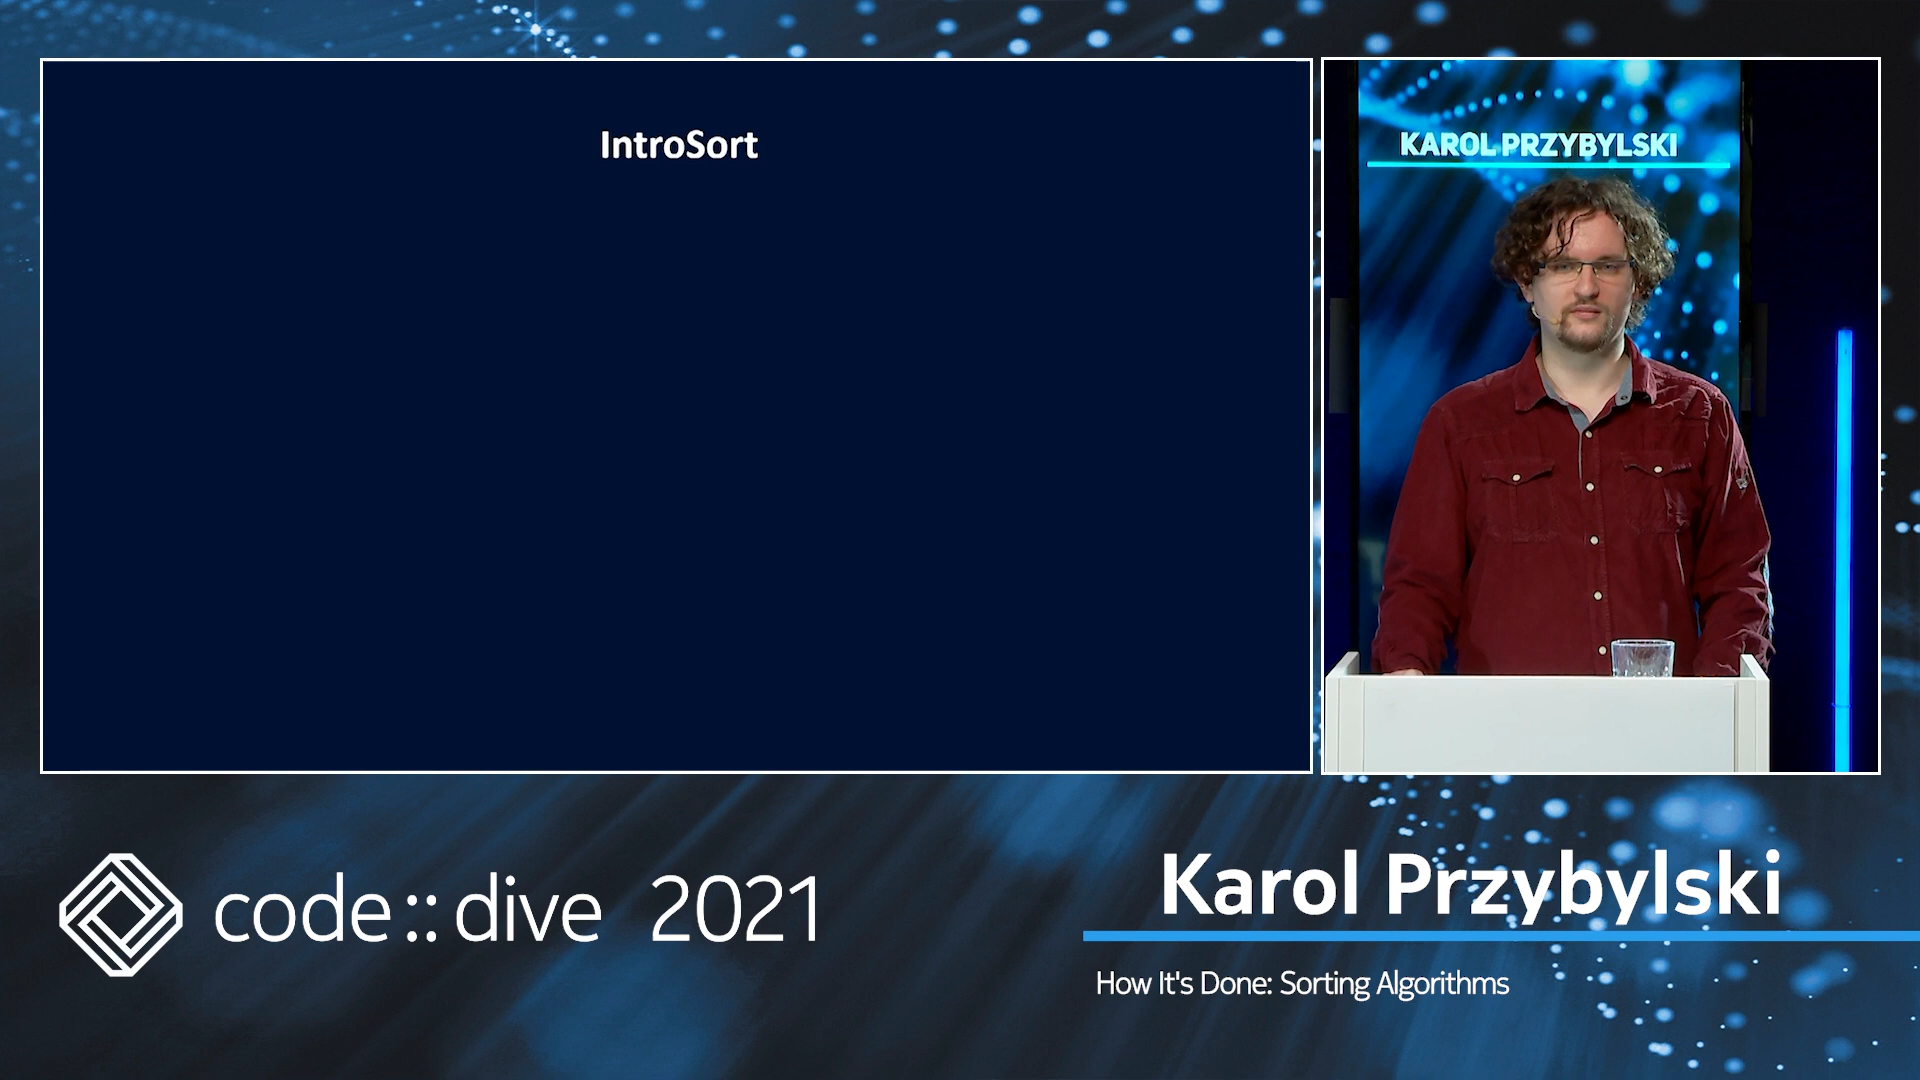 IntroSort
KAROL PRZYBYLSKI
code::dive 2021
Karol Przybylski
How It's Done: Sorting Algorithms